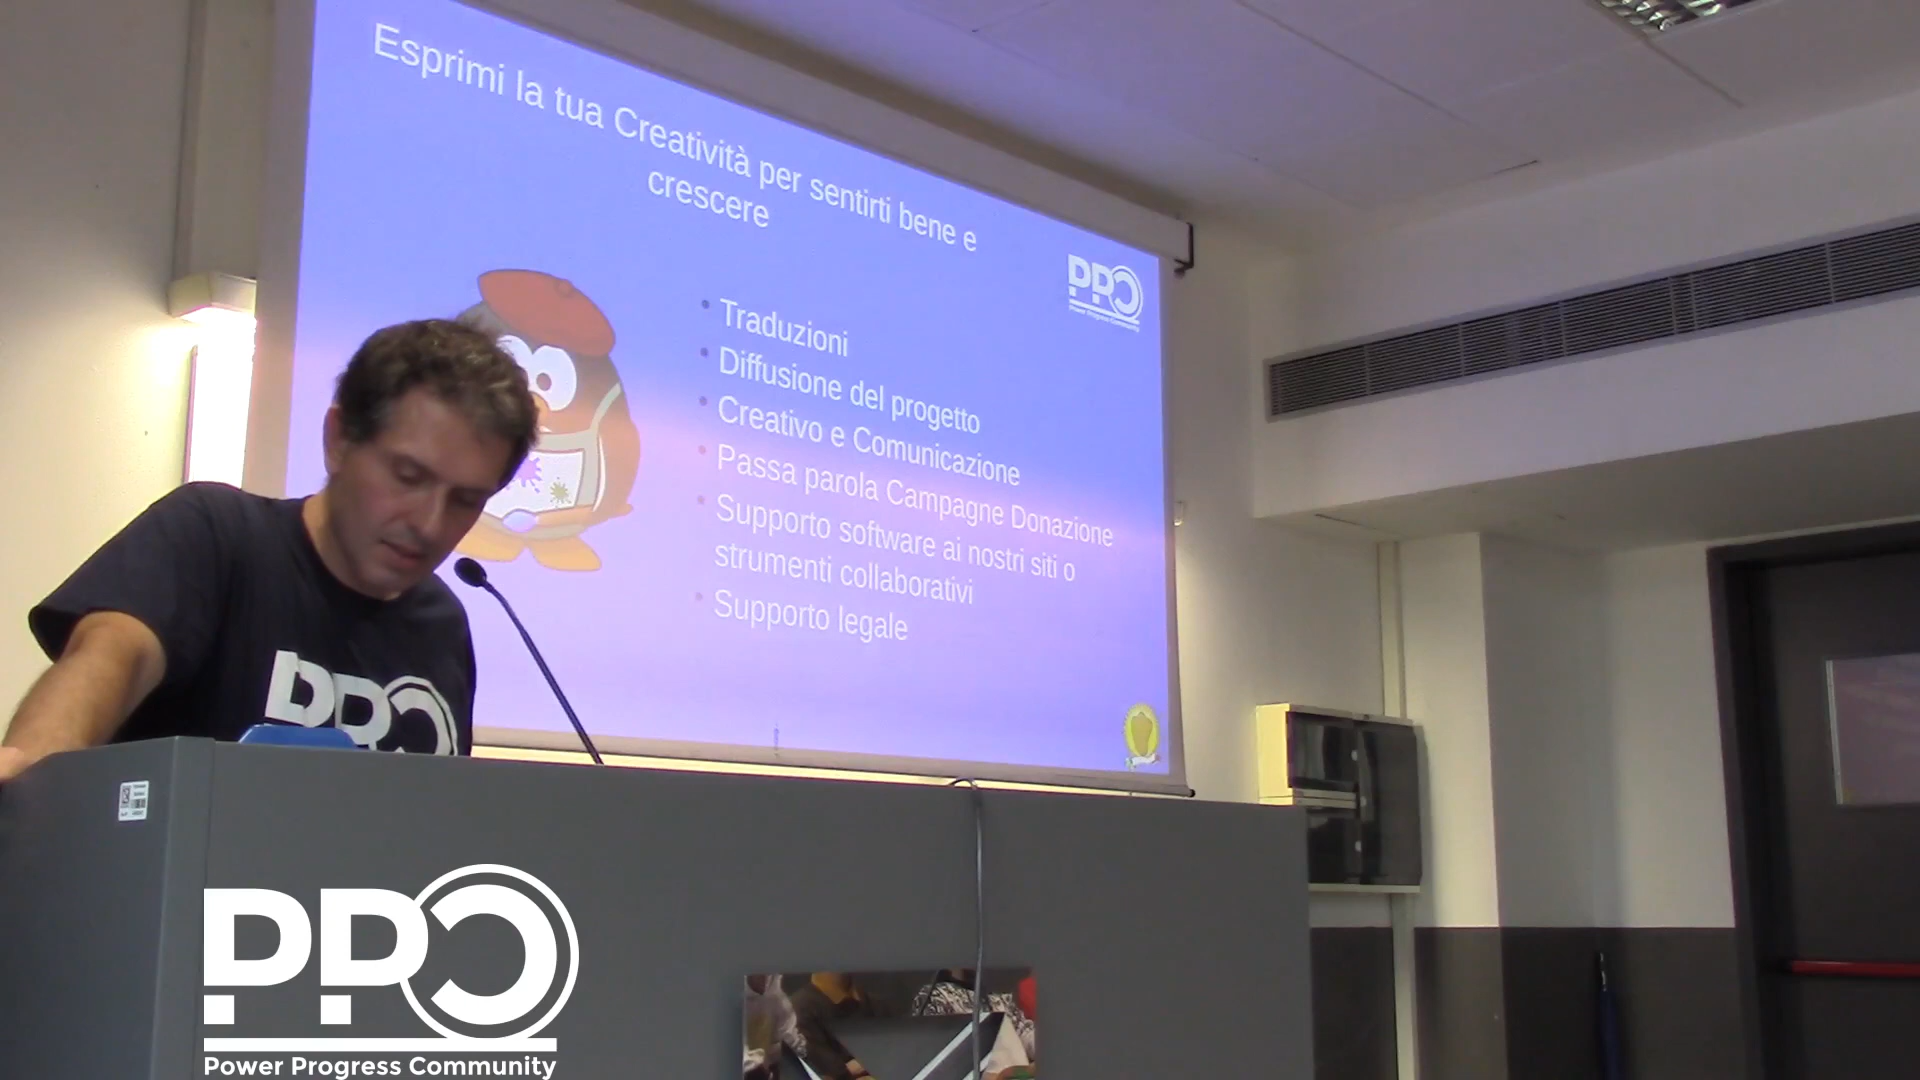 Esprimi la tua Creatività per sentirti bene e
crescere
PPC
Power Progress Community
• Traduzioni
• Diffusione del progetto
• Creativo e Comunicazione
• Passa parola Campagne Donazione
• Supporto software ai nostri siti o
strumenti collaborativi
• Supporto legale
PPC
PPC
Power Progress Community